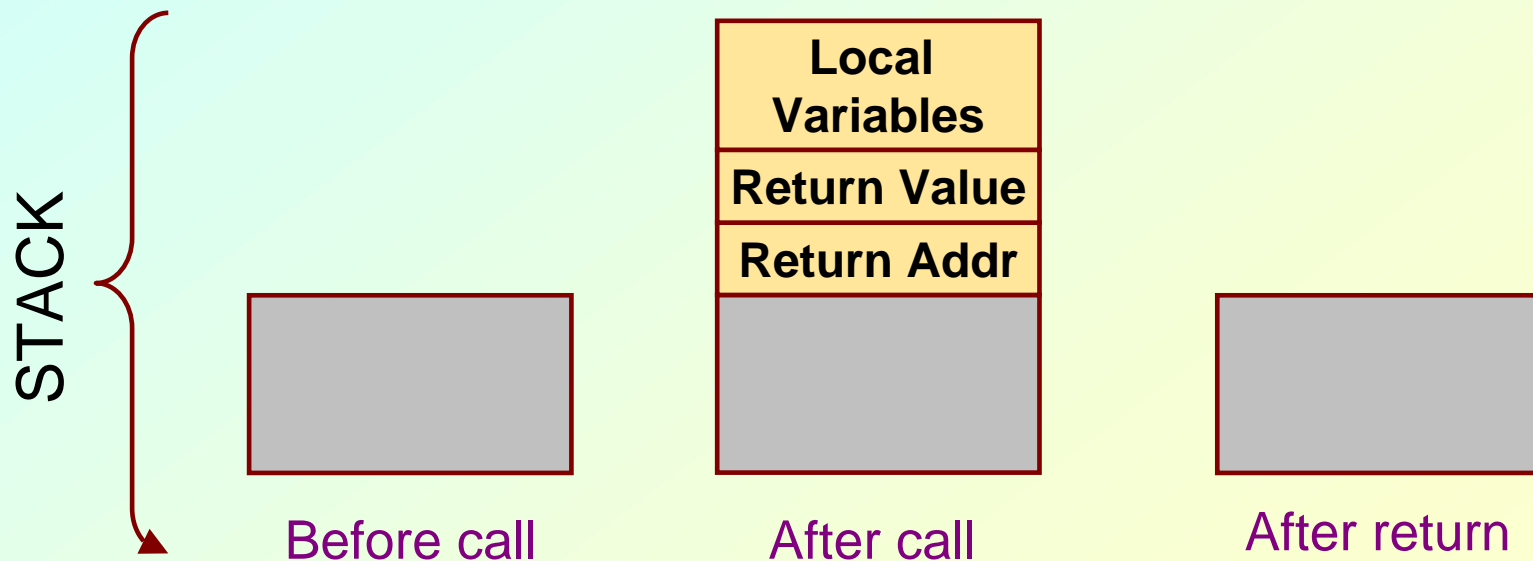 STACK
Local
Variables
Return Value
Return Addr
Before call
After call
After return